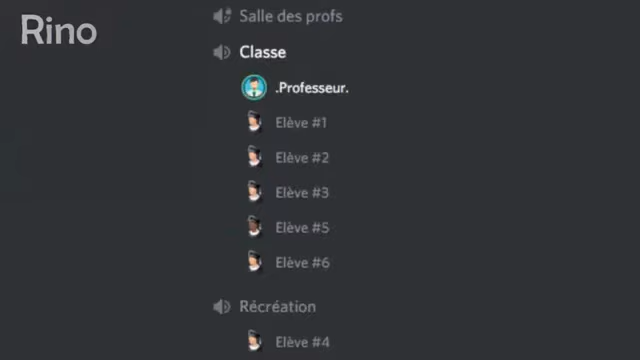 Rino
Salle des profs
Classe
.Professeur.
Elève #1
Elève #2
Elève #3
Elève #5
Elève #6
Récréation
Elève #4